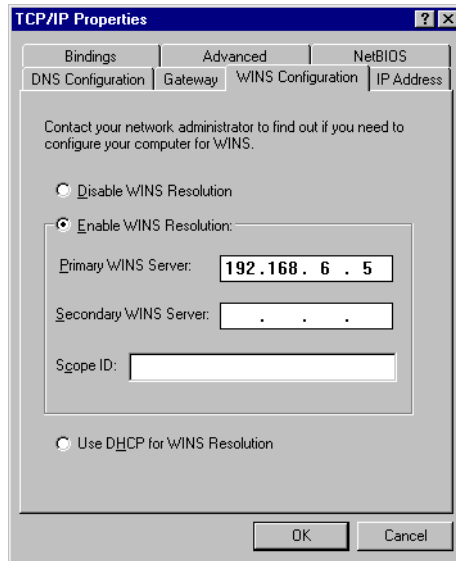 TCP/IP Properties
Bindings Advanced NetBIOS
DNS Configuration Gateway WINS Configuration IP Address
Contact your network administrator to find out if you need to
configure your computer for WINS.
Disable WINS Resolution
Enable WINS Resolution:
Primary WINS Server: 192.168. 6 . 5
Secondary WINS Server: . . .
Scope ID:
Use DHCP for WINS Resolution
OK Cancel